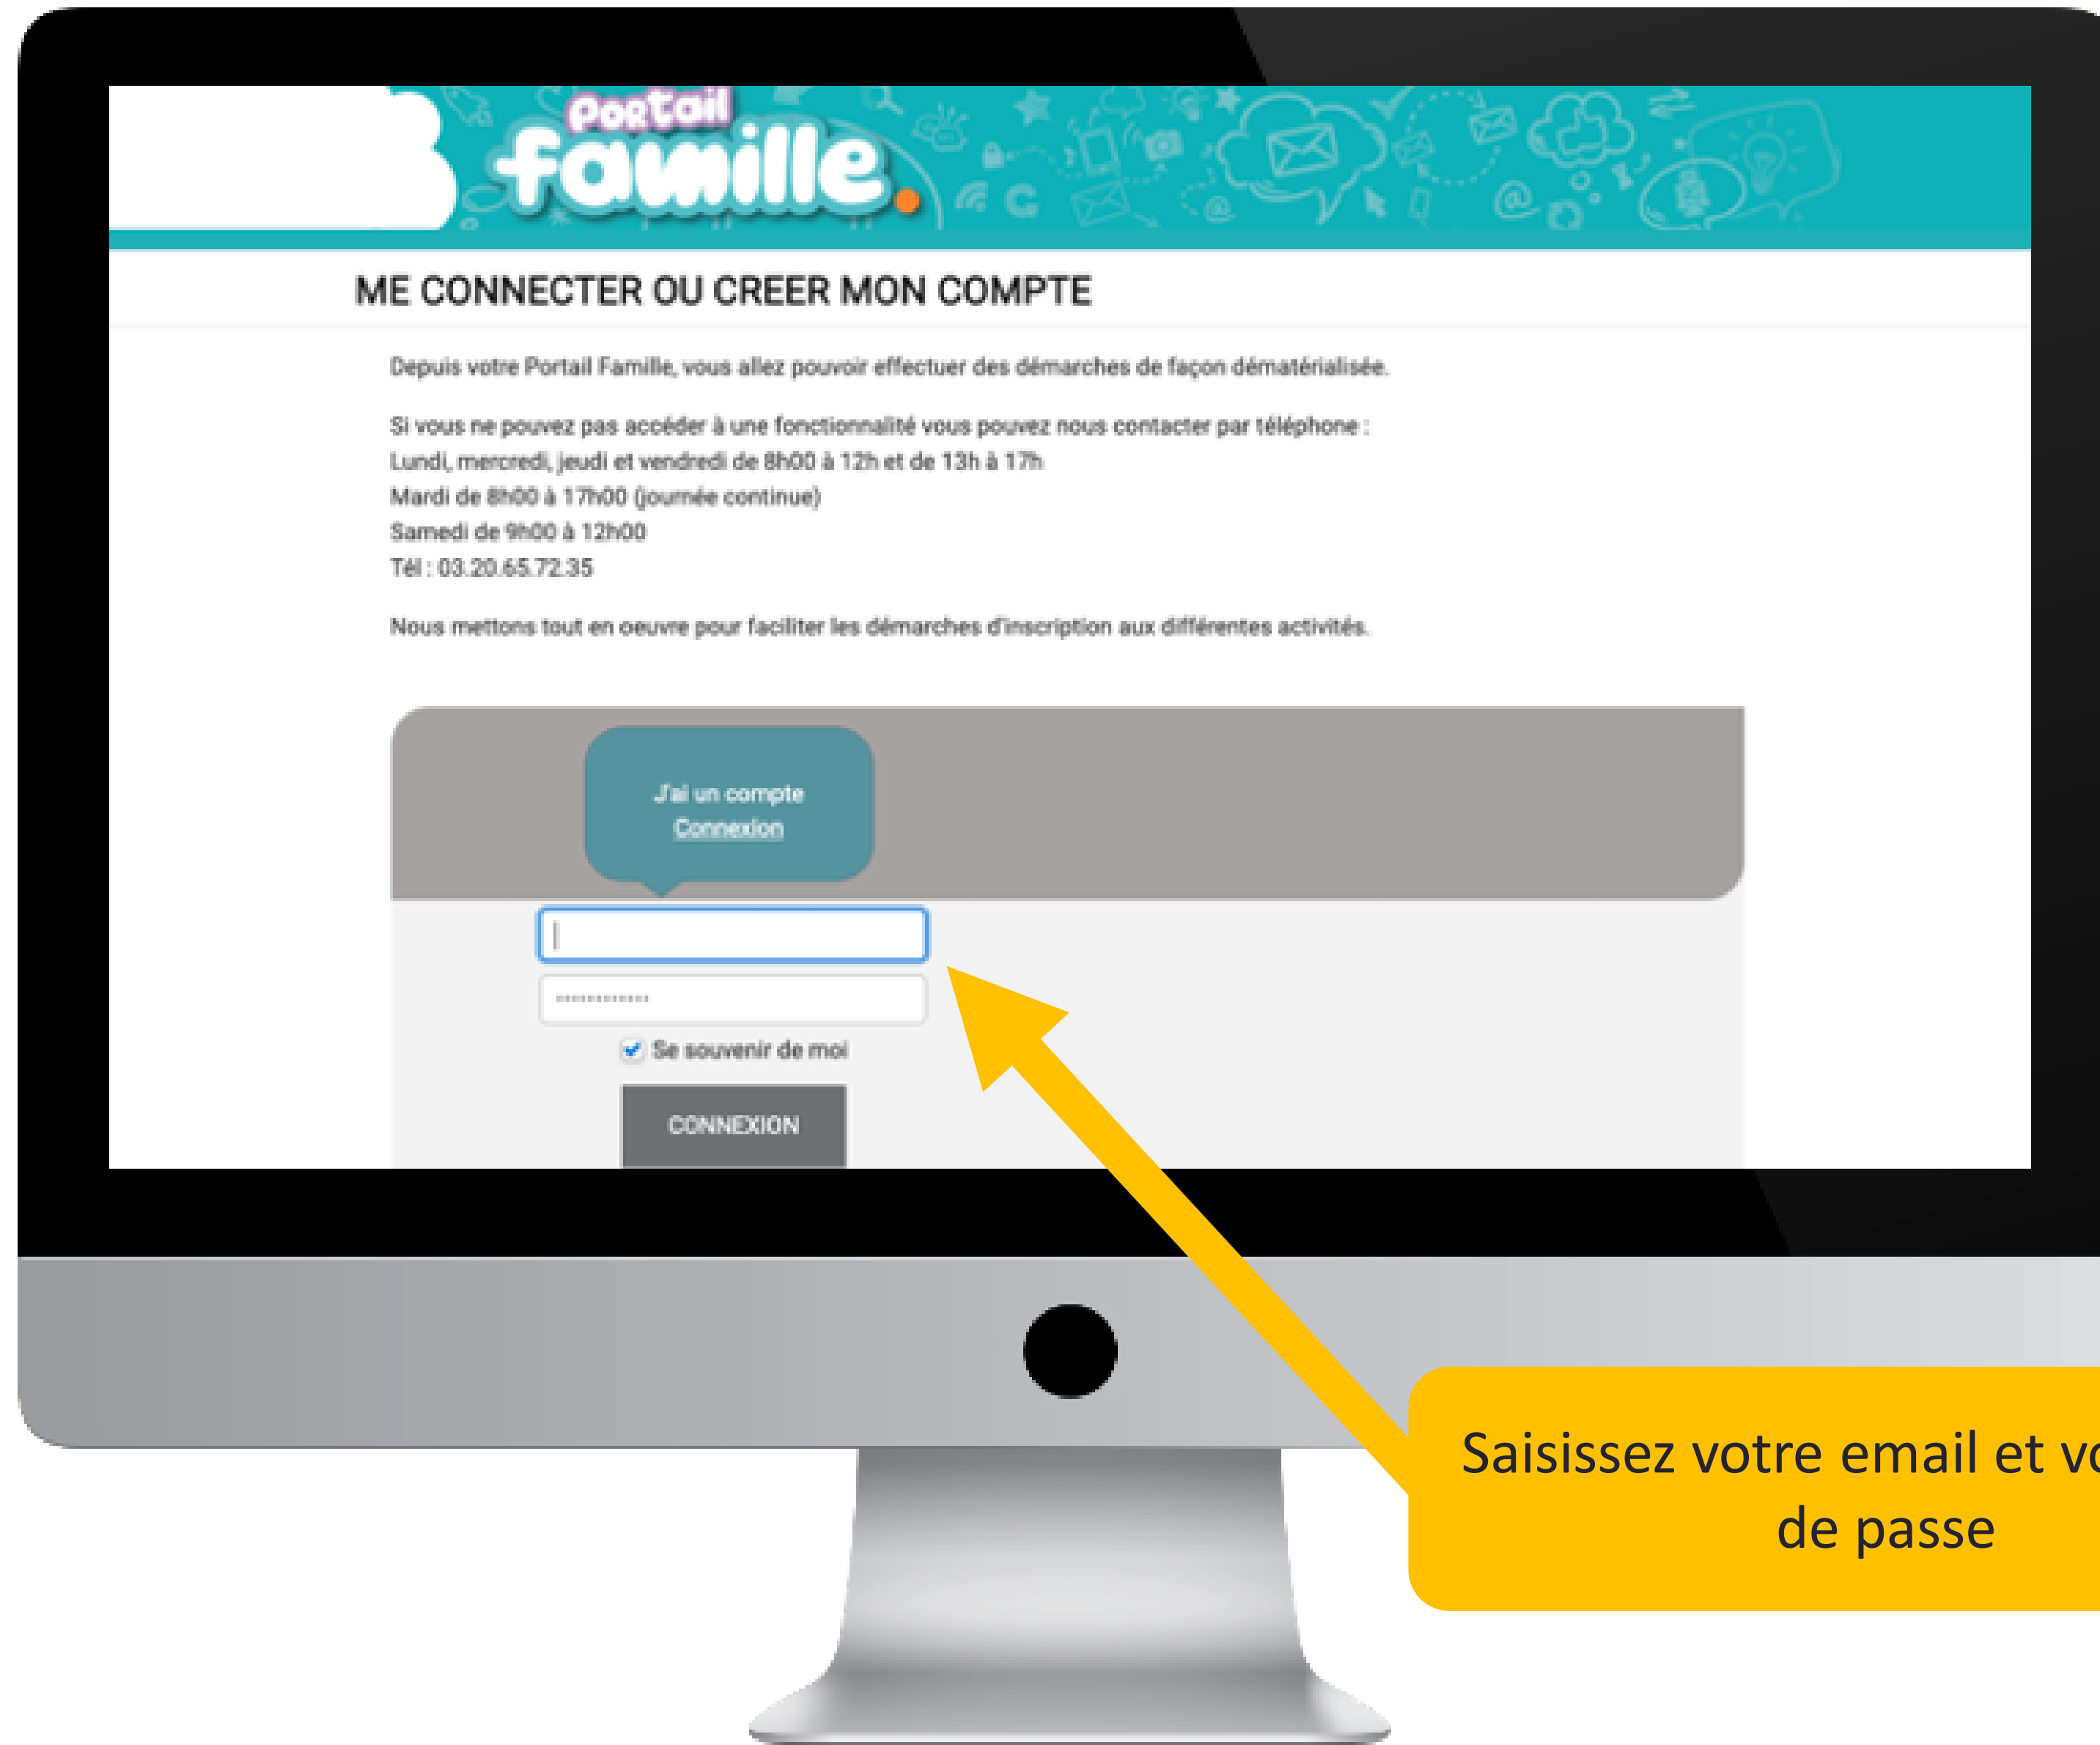 Portail
famille.
ME CONNECTER OU CREER MON COMPTE
Depuis votre Portail Famille, vous allez pouvoir effectuer des démarches de façon dématérialisée.
Si vous ne pouvez pas accéder à une fonctionnalité vous pouvez nous contacter par téléphone :
Lundi, mercredi, jeudi et vendredi de 8h00 à 12h et de 13h à 17h
Mardi de 8h00 à 17h00 (journée continue)
Samedi de 9h00 à 12h00
Tél : 03.20.65.72.35
Nous mettons tout en oeuvre pour faciliter les démarches d'inscription aux différentes activités.
J'ai un compte
Connexion
Se souvenir de moi
CONNEXION
Saisissez votre email et
de passe